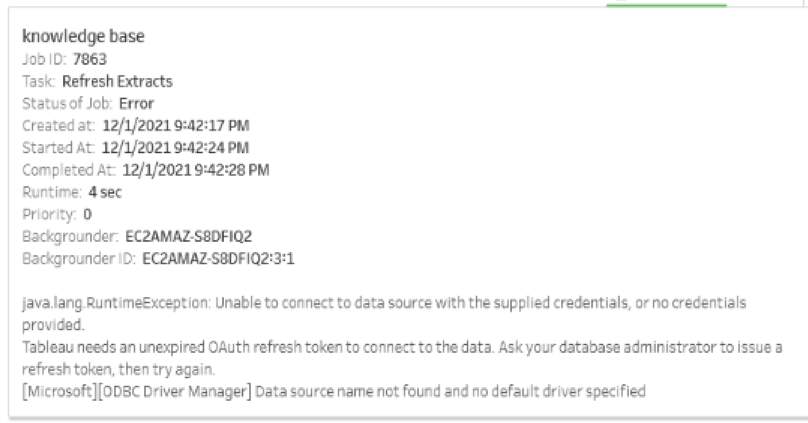 knowledge base
Job ID: 7863
Task: Refresh Extracts
Status of Job: Error
Created at: 12/1/2021 9:42:17 PM
Started At: 12/1/2021 9:42:24 PM
Completed At: 12/1/2021 9:42:28 PM
Runtime: 4 sec
Priority: 0
Backgrounder: EC2AMAZ-S8DFIQ2
Backgrounder ID: EC2AMAZ-S8DFIQ2:3:1
java.lang.RuntimeException: Unable to connect to data source with the supplied credentials, or no credentials
provided.
Tableau needs an unexpired OAuth refresh token to connect to the data. Ask your database administrator to issue a
refresh token, then try again.
[Microsoft][ODBC Driver Manager] Data source name not found and no default driver specified